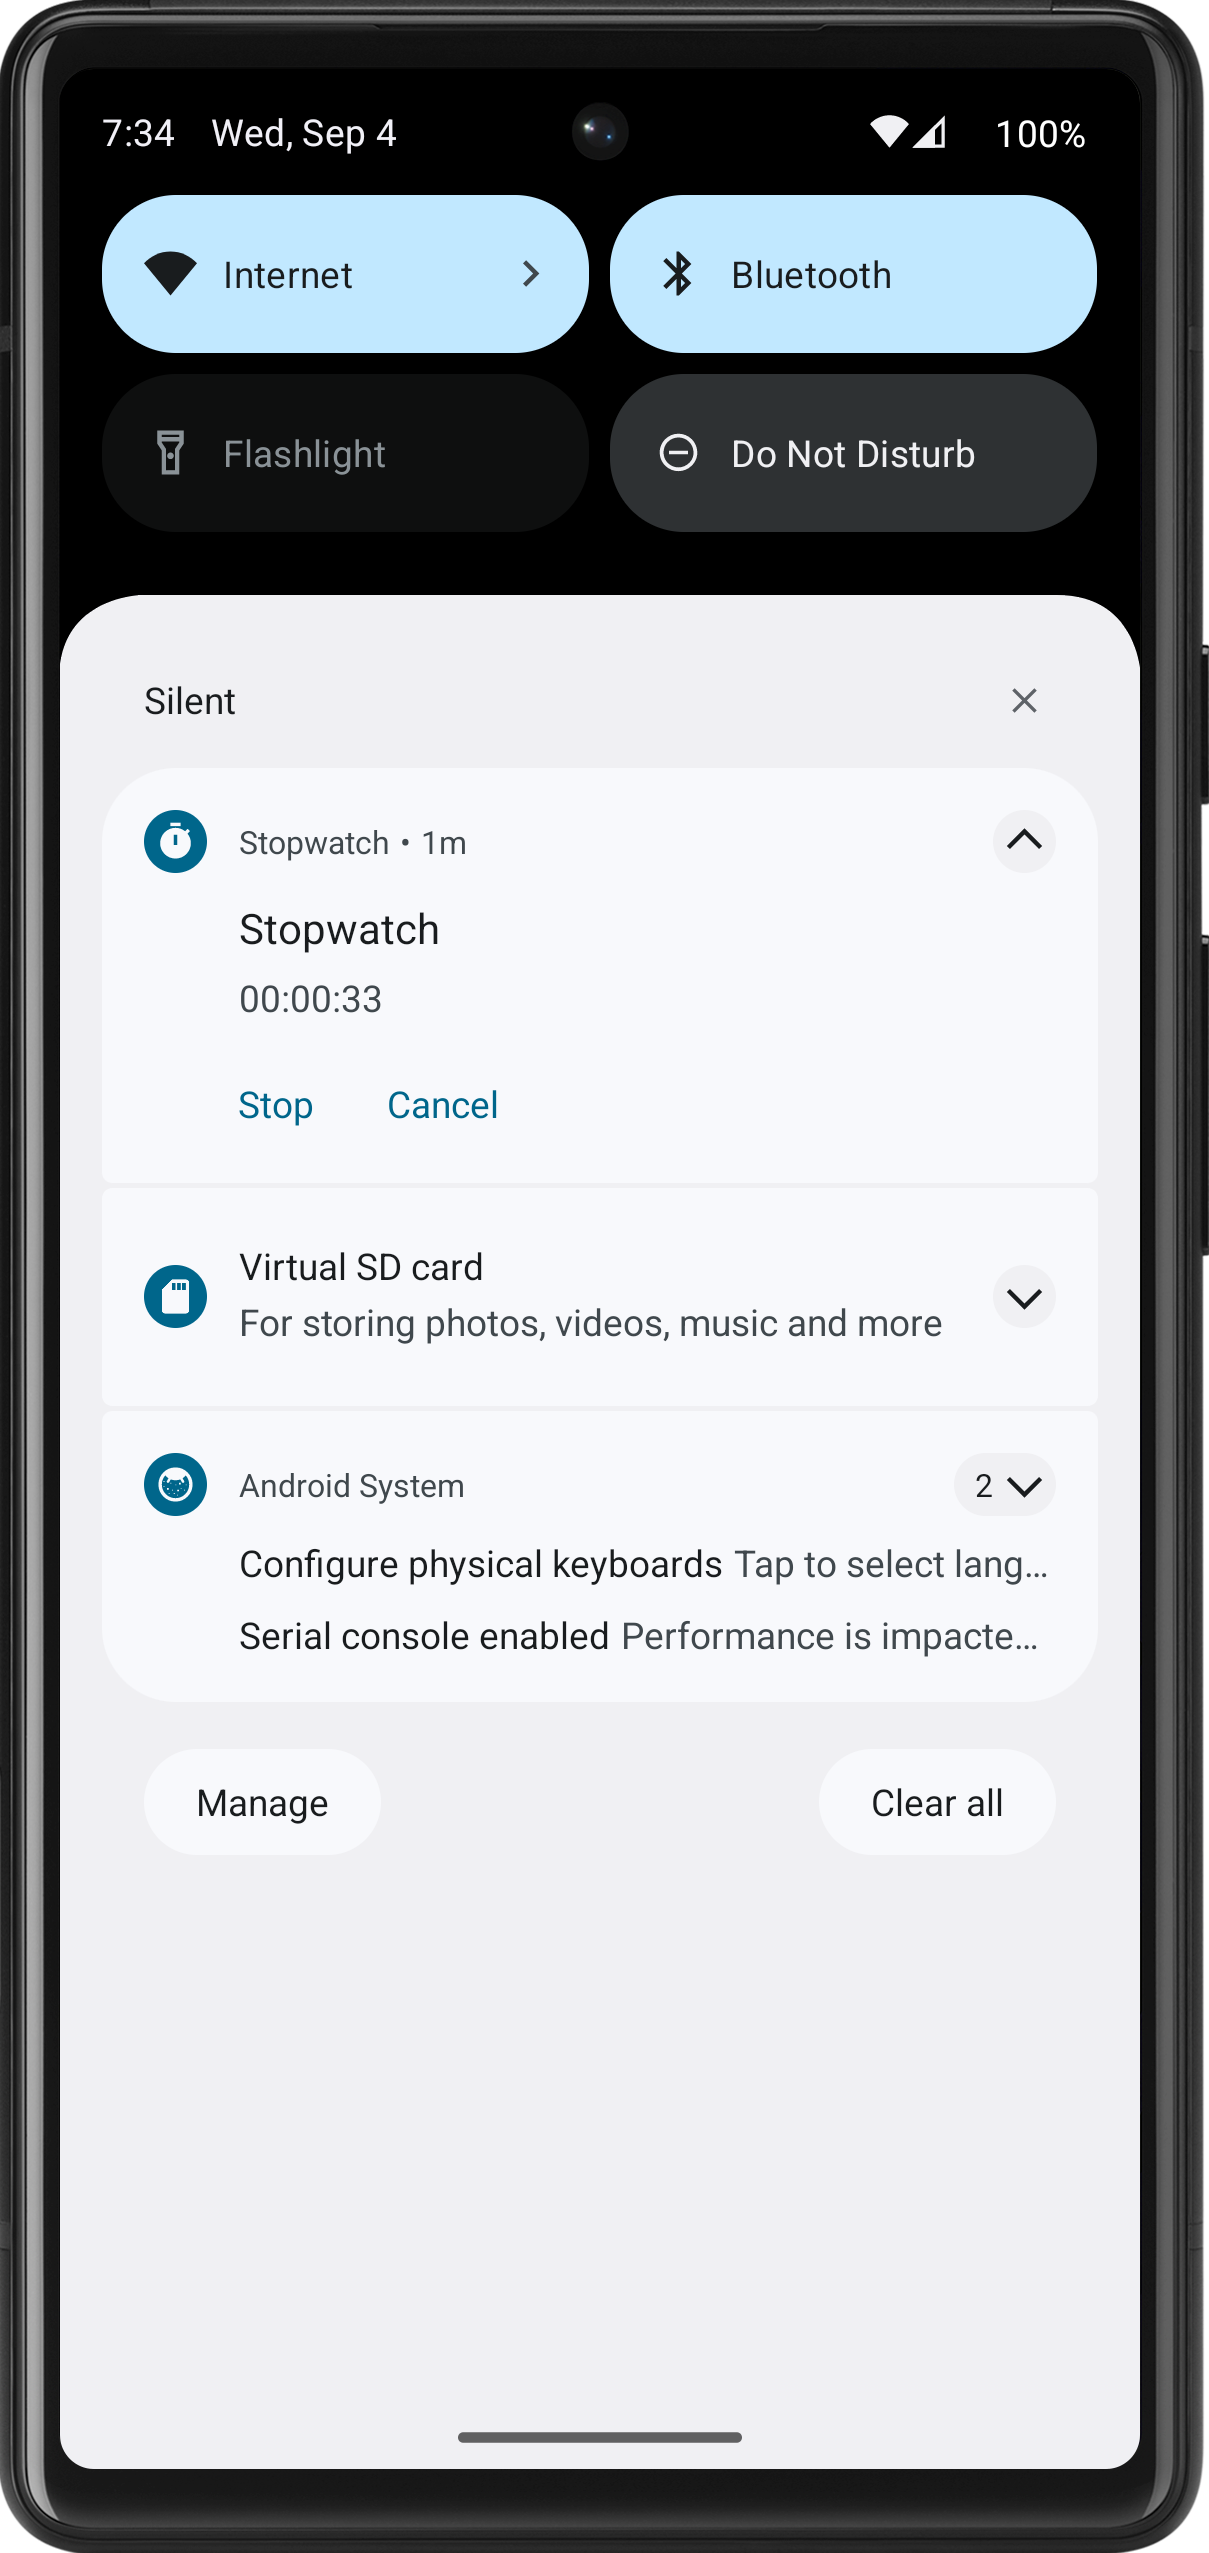 7:34 Wed, Sep 4 100%
Internet
Bluetooth
Flashlight
Do Not Disturb
Silent
Stopwatch • 1m
Stopwatch
00:00:33
Stop Cancel
Virtual SD card
For storing photos, videos, music and more
Android System 2
Configure physical keyboards Tap to select lang...
Serial console enabled Performance is impacte...
Manage
Clear all